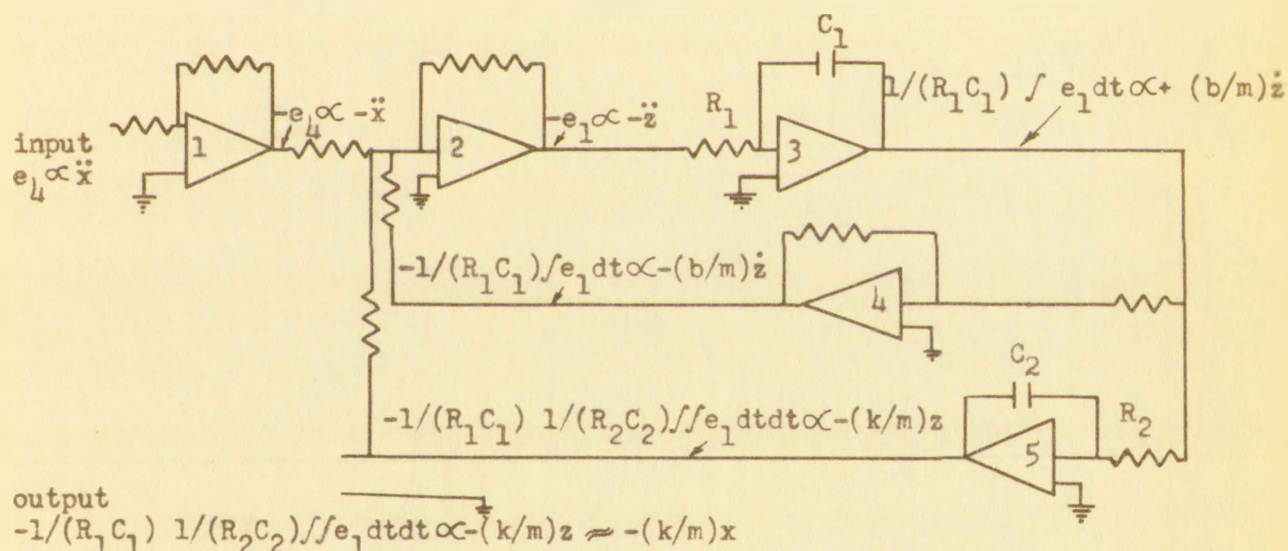 C₁
1
-e₄∝ -ẍ
2
-e₁∝ -z̈
R₁
3
1/(R₁C₁) ∫ e₁dt∝+ (b/m)ż
input
e₄∝ẍ
-1/(R₁C₁)∫e₁dt∝-(b/m)ż
4
C₂
-1/(R₁C₁) 1/(R₂C₂)∬e₁dtdt∝-(k/m)z
R₂
5
output
-1/(R₁C₁) 1/(R₂C₂)∬e₁dtdt∝-(k/m)z ≈ -(k/m)x